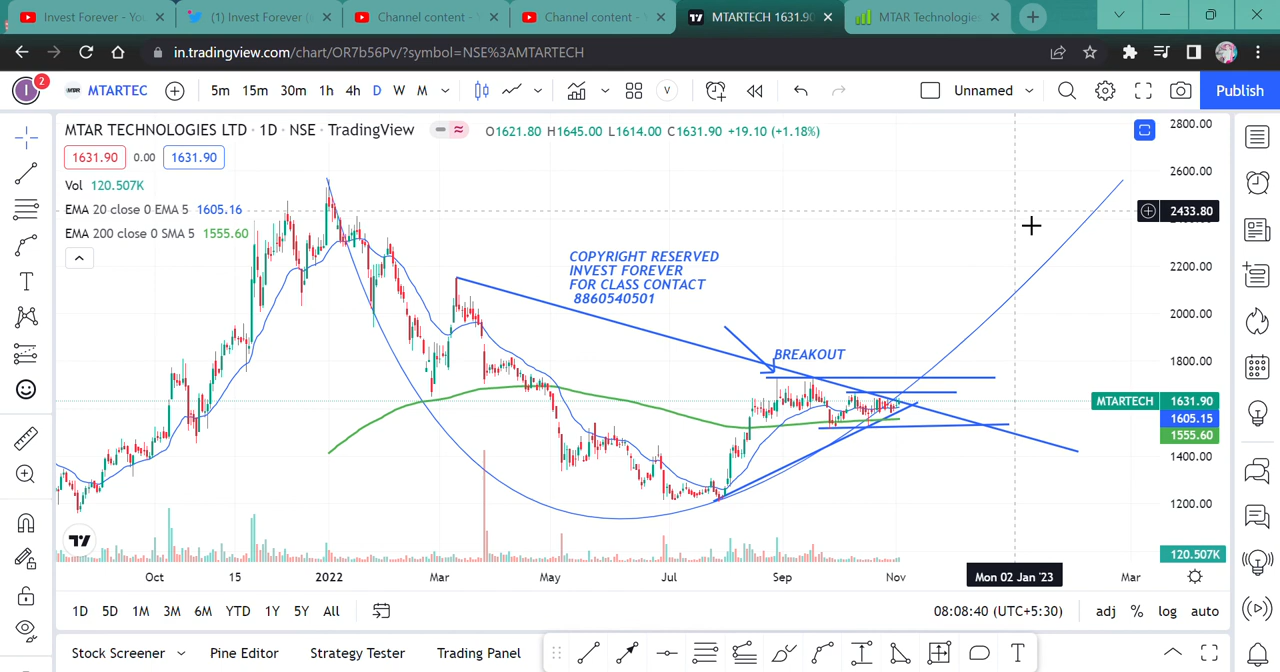 Invest Forever - Yo
(1) Invest Forever (
Channel content -
Channel content -
MTARTECH 1631.90
MTAR Technologies
in.tradingview.com/chart/OR7b56Pv/?symbol=NSE%3AMTARTECH
I 2 MTARTEC 5m 15m 30m 1h 4h D W M V Unnamed Publish
MTAR TECHNOLOGIES LTD · 1D · NSE · TradingView O1621.80 H1645.00 L1614.00 C1631.90 +19.10 (+1.18%)
1631.90 0.00 1631.90
Vol 120.507K
EMA 20 close 0 EMA 5 1605.16
EMA 200 close 0 SMA 5 1555.60
COPYRIGHT RESERVED
INVEST FOREVER
FOR CLASS CONTACT
8860540501
BREAKOUT
2800.00
2600.00
2433.80
2200.00
2000.00
1800.00
MTARTECH 1631.90
1605.15
1555.60
1400.00
1200.00
120.507K
Oct 15 2022 Mar May Jul Sep Nov Mon 02 Jan '23 Mar
1D 5D 1M 3M 6M YTD 1Y 5Y All 08:08:40 (UTC+5:30) adj % log auto
Stock Screener Pine Editor Strategy Tester Trading Panel